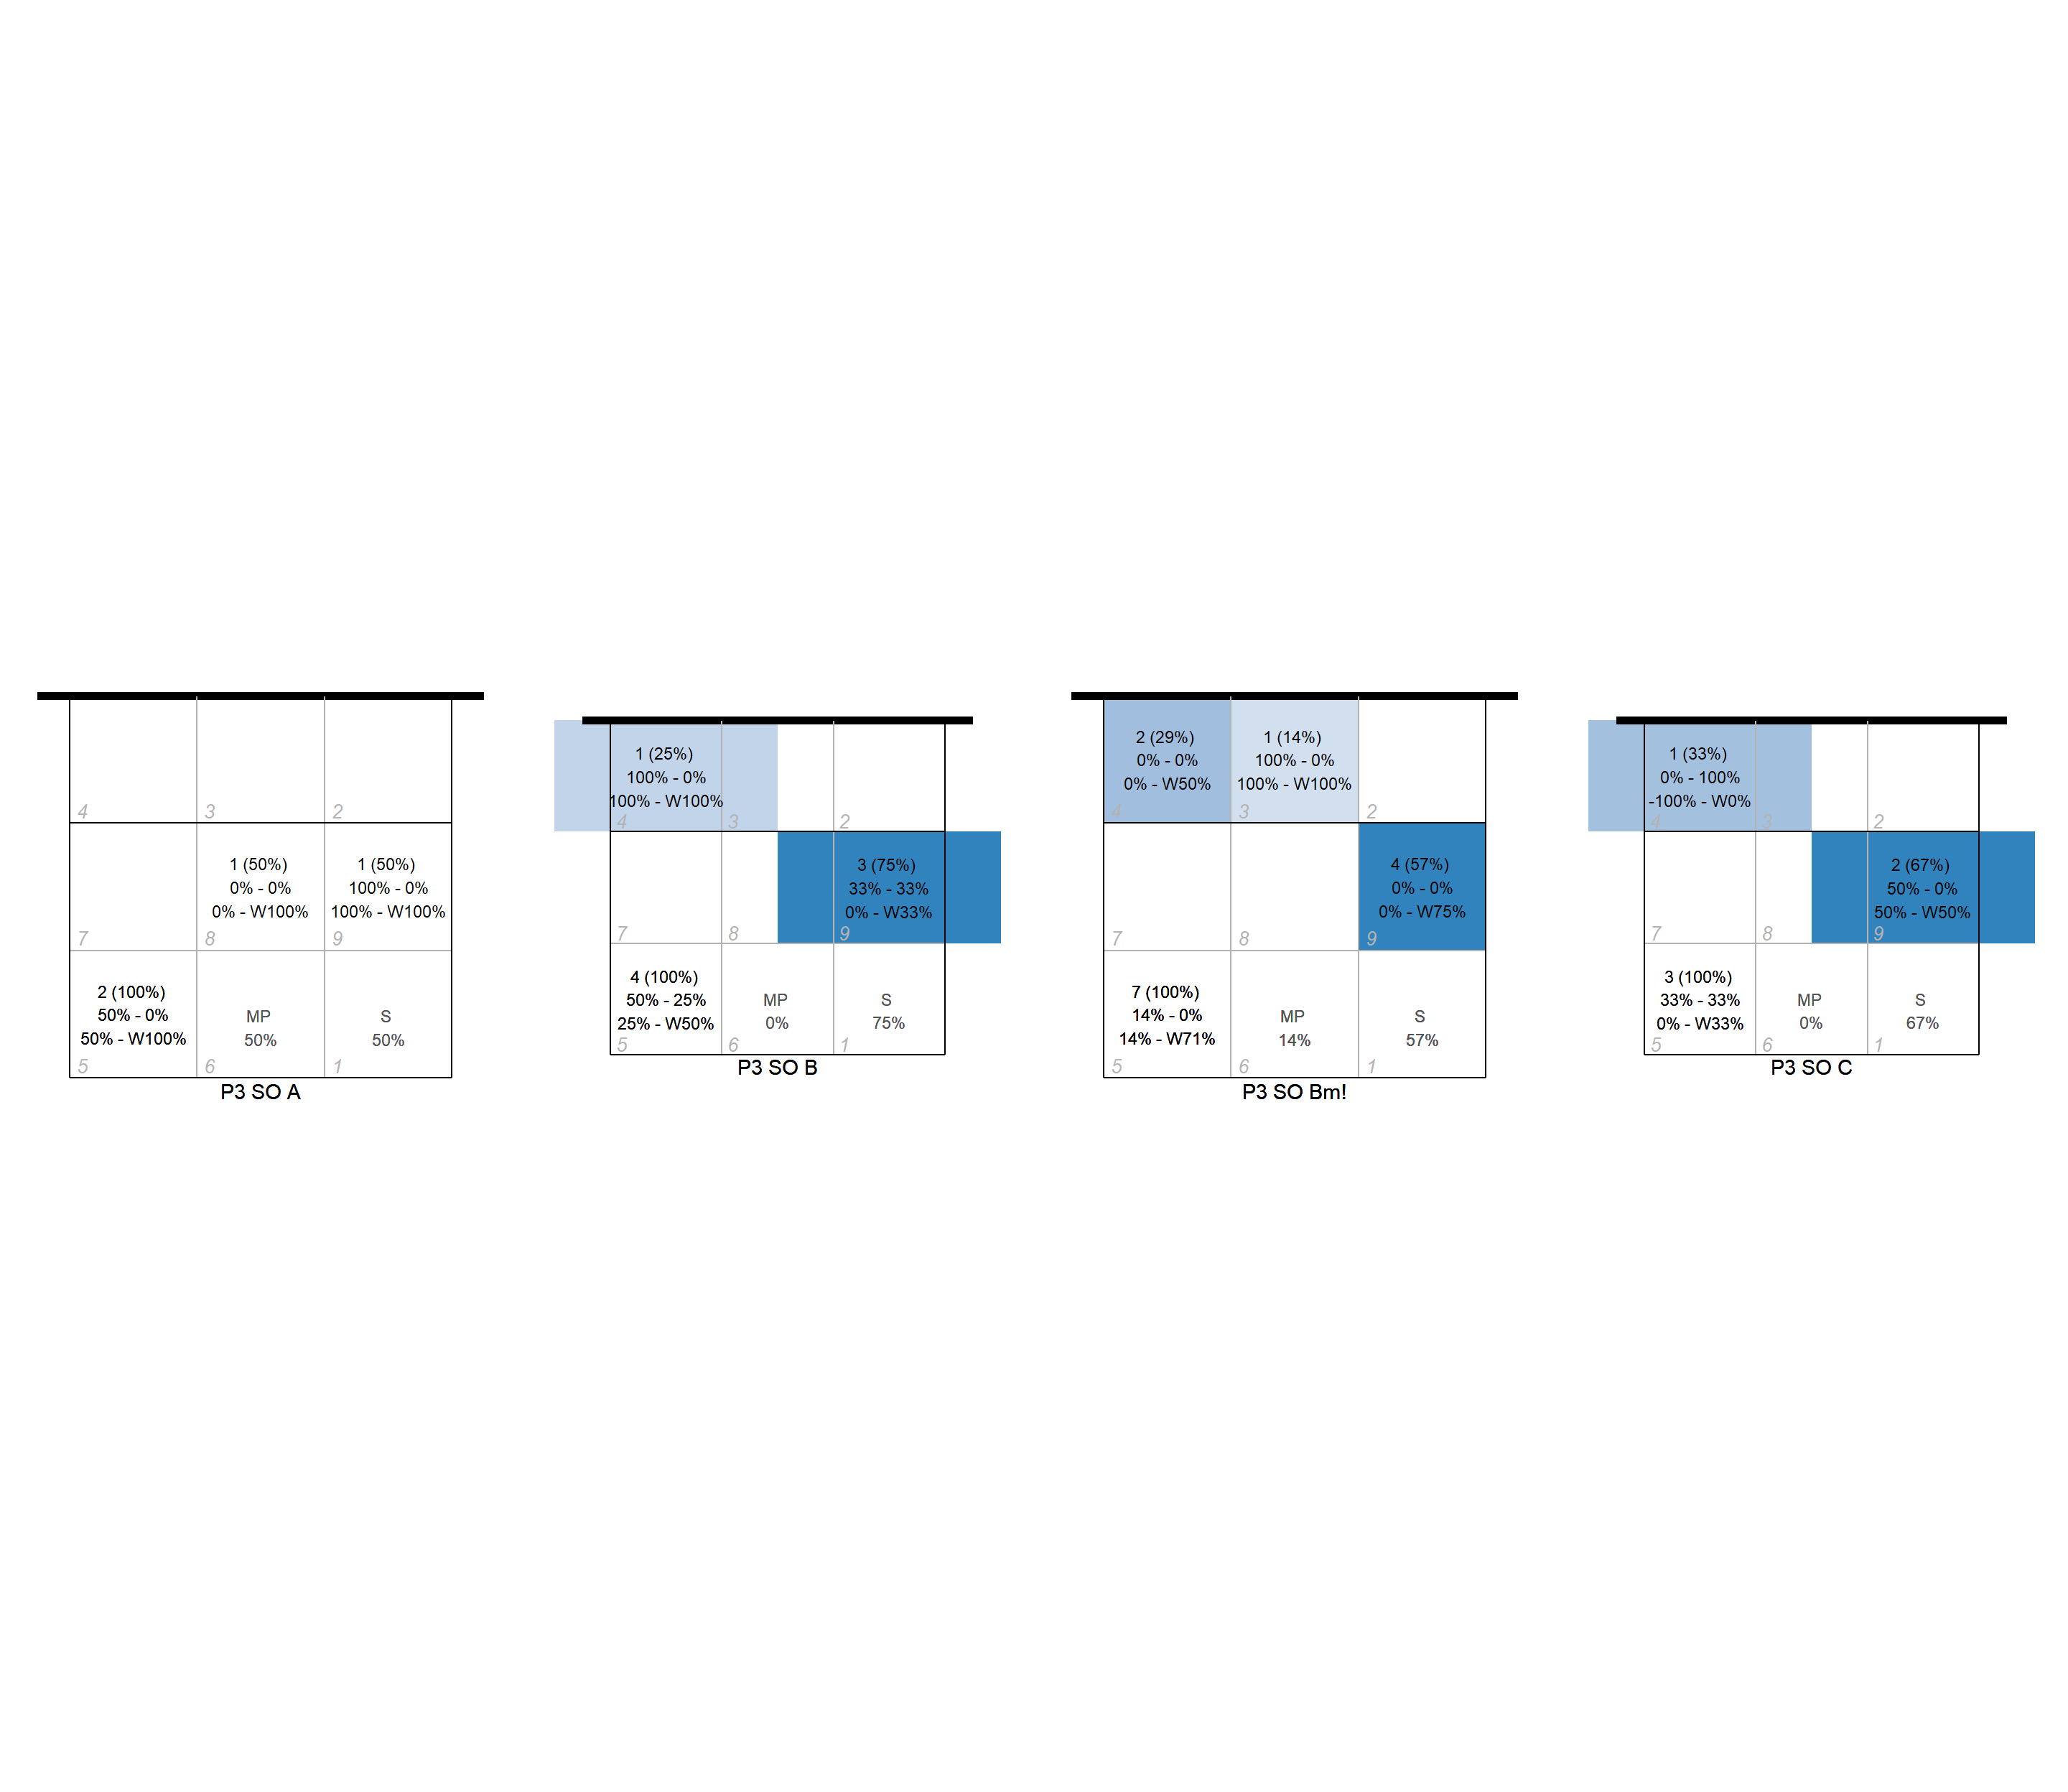 4
3
2
1 (50%)
0% - 0%
0% - W100%
1 (50%)
100% - 0%
100% - W100%
7
8
9
2 (100%)
50% - 0%
50% - W100%
MP
50%
S
50%
5
6
1
P3 SO A
1 (25%)
100% - 0%
100% - W100%
4
3
2
3 (75%)
33% - 33%
0% - W33%
7
8
9
4 (100%)
50% - 25%
25% - W50%
MP
0%
S
75%
5
6
1
P3 SO B
2 (29%)
0% - 0%
0% - W50%
1 (14%)
100% - 0%
100% - W100%
4
3
2
4 (57%)
0% - 0%
0% - W75%
7
8
9
7 (100%)
14% - 0%
14% - W71%
MP
14%
S
57%
5
6
1
P3 SO Bm!
1 (33%)
0% - 100%
-100% - W0%
4
3
2
2 (67%)
50% - 0%
50% - W50%
7
8
9
3 (100%)
33% - 33%
0% - W33%
MP
0%
S
67%
5
6
1
P3 SO C